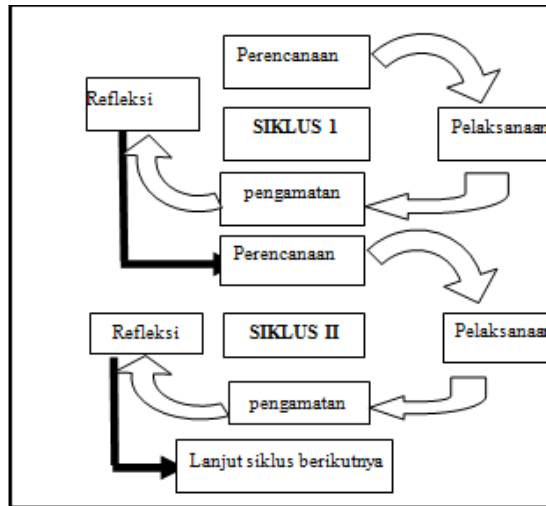 Perencanaan
Refleksi
SIKLUS 1
Pelaksanaan
pengamatan
Perencanaan
Refleksi
SIKLUS II
Pelaksanaan
pengamatan
Lanjut siklus berikutnya